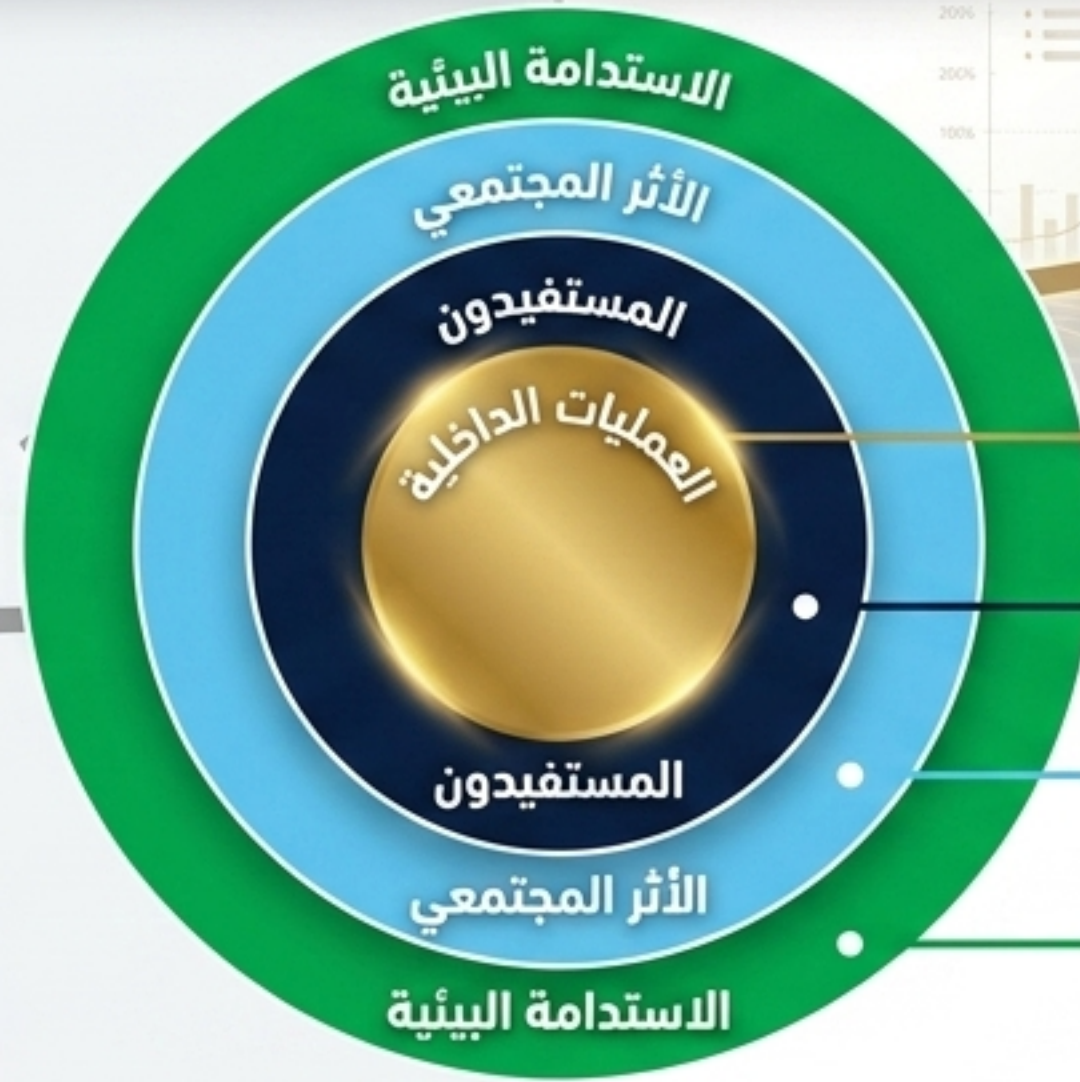 الاستدامة البيئية
الأثر المجتمعي
المستفيدون
العمليات الداخلية
المستفيدون
الأثر المجتمعي
الاستدامة البيئية